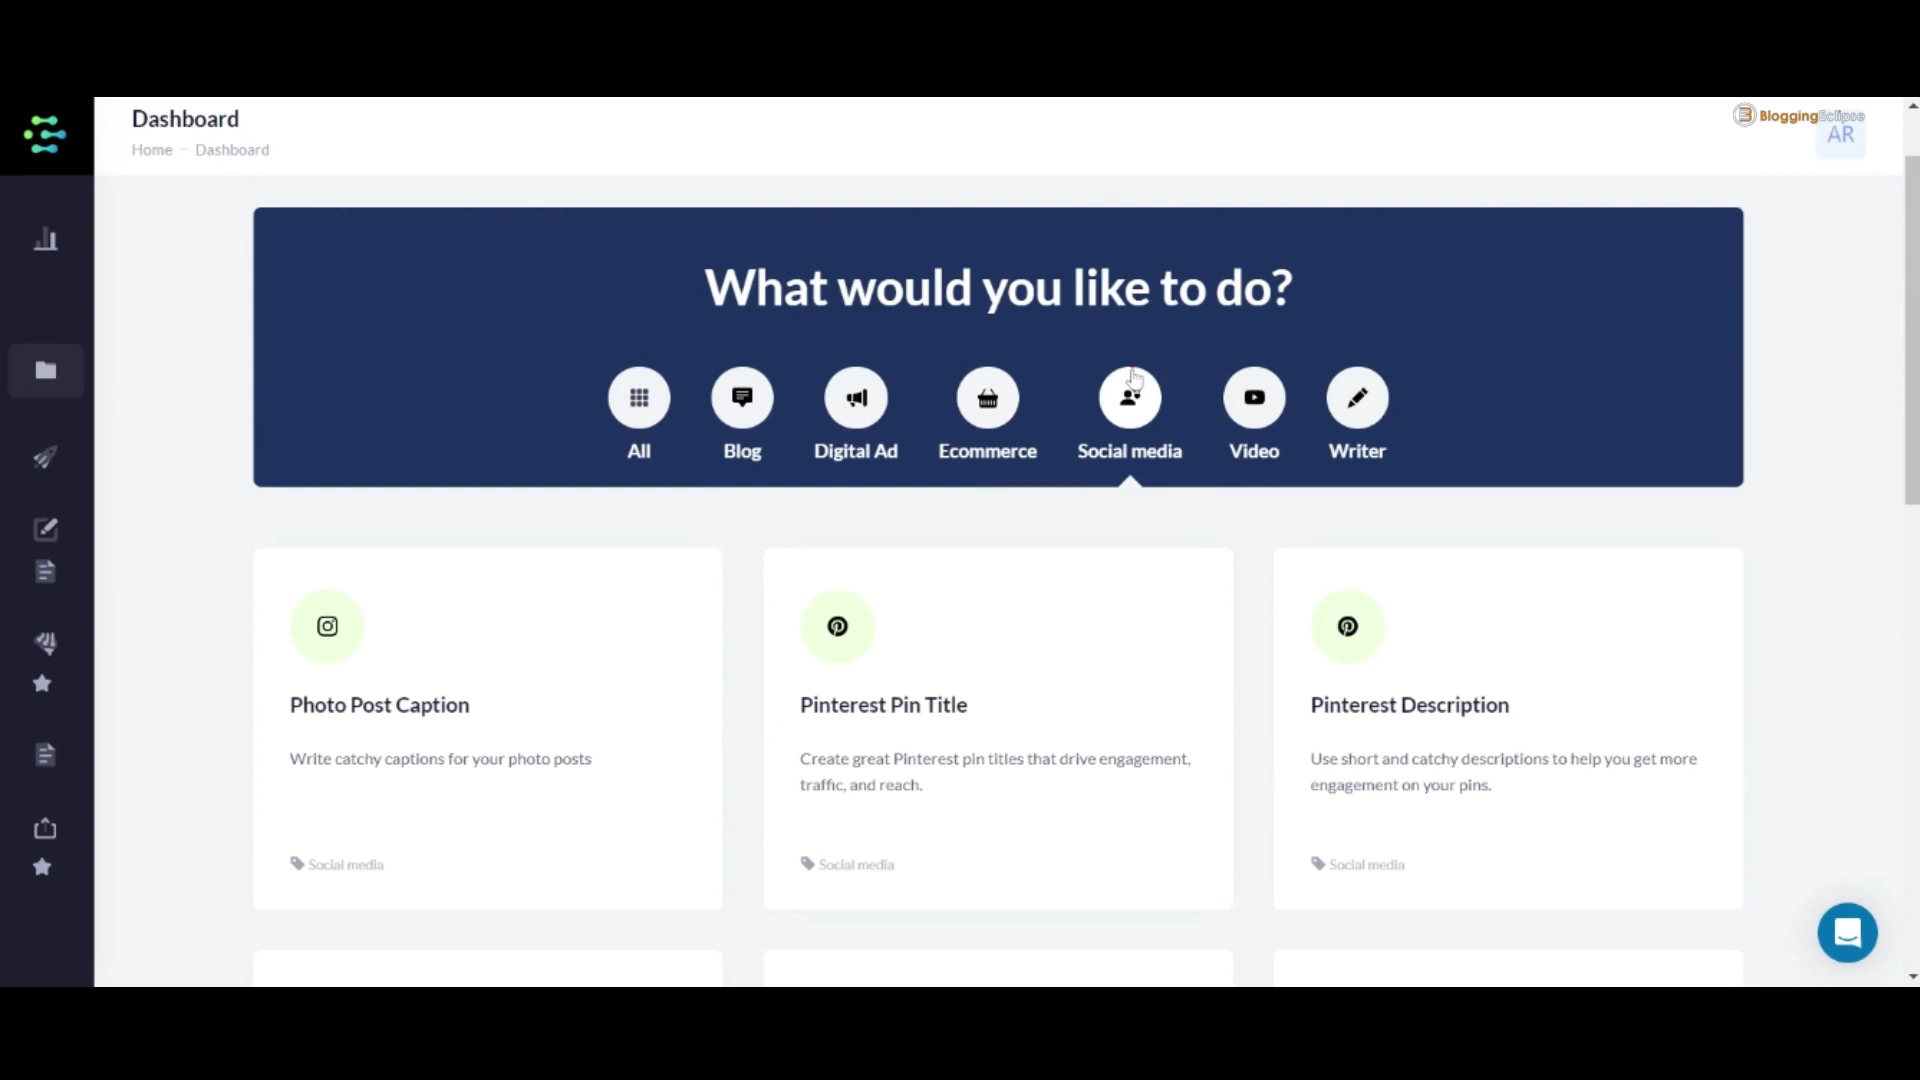 Dashboard
BloggingEclipse
Home – Dashboard
AR
What would you like to do?
All
Blog
Digital Ad
Ecommerce
Social media
Video
Writer
Photo Post Caption
Write catchy captions for your photo posts
Social media
Pinterest Pin Title
Create great Pinterest pin titles that drive engagement,
traffic, and reach.
Social media
Pinterest Description
Use short and catchy descriptions to help you get more
engagement on your pins.
Social media